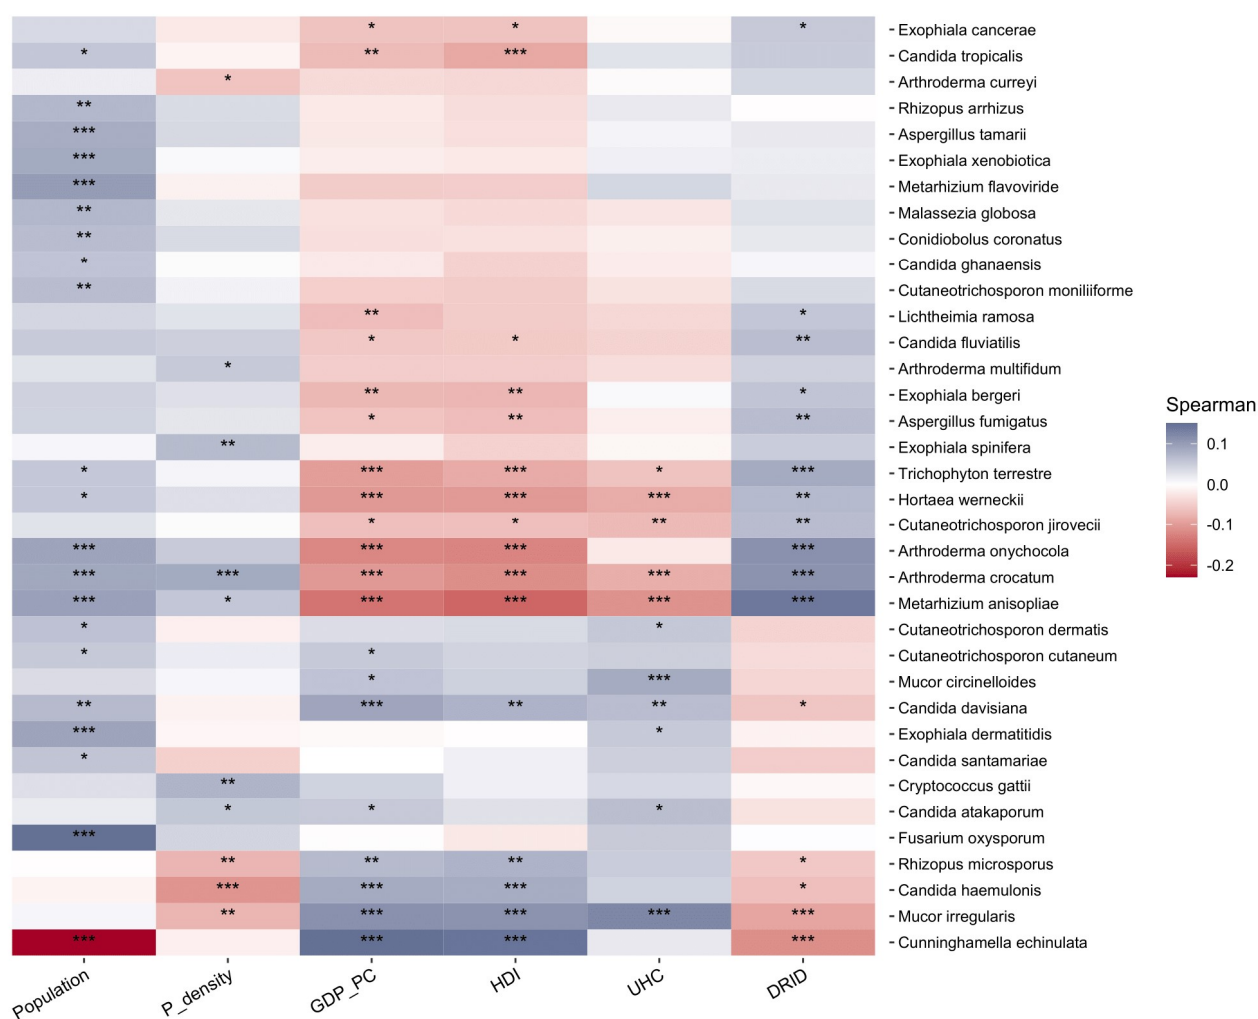 * * * - Exophiala cancerae
* ** *** - Candida tropicalis
* - Arthroderma curreyi
** - Rhizopus arrhizus
*** - Aspergillus tamarii
*** - Exophiala xenobiotica
*** - Metarhizium flavoviride
** - Malassezia globosa
** - Conidiobolus coronatus
* - Candida ghanaensis
** - Cutaneotrichosporon moniliiforme
** * - Lichtheimia ramosa
* * ** - Candida fluviatilis
* - Arthroderma multifidum
** ** * - Exophiala bergeri
* ** ** - Aspergillus fumigatus
** - Exophiala spinifera
* *** *** * *** - Trichophyton terrestre
* *** *** *** ** - Hortaea werneckii
* * ** ** - Cutaneotrichosporon jirovecii
*** *** *** *** - Arthroderma onychocola
*** *** *** *** *** *** - Arthroderma crocatum
*** * *** *** *** *** - Metarhizium anisopliae
* * - Cutaneotrichosporon dermatis
* * - Cutaneotrichosporon cutaneum
* *** - Mucor circinelloides
** *** ** ** * - Candida davisiana
*** * - Exophiala dermatitidis
* - Candida santamariae
** - Cryptococcus gattii
* * * - Candida atakaporum
*** - Fusarium oxysporum
** ** ** * - Rhizopus microsporus
*** *** *** * - Candida haemulonis
** *** *** *** *** - Mucor irregularis
*** *** *** *** - Cunninghamella echinulata
Population P_density GDP_PC HDI UHC DRID
Spearman
0.1
0.0
-0.1
-0.2